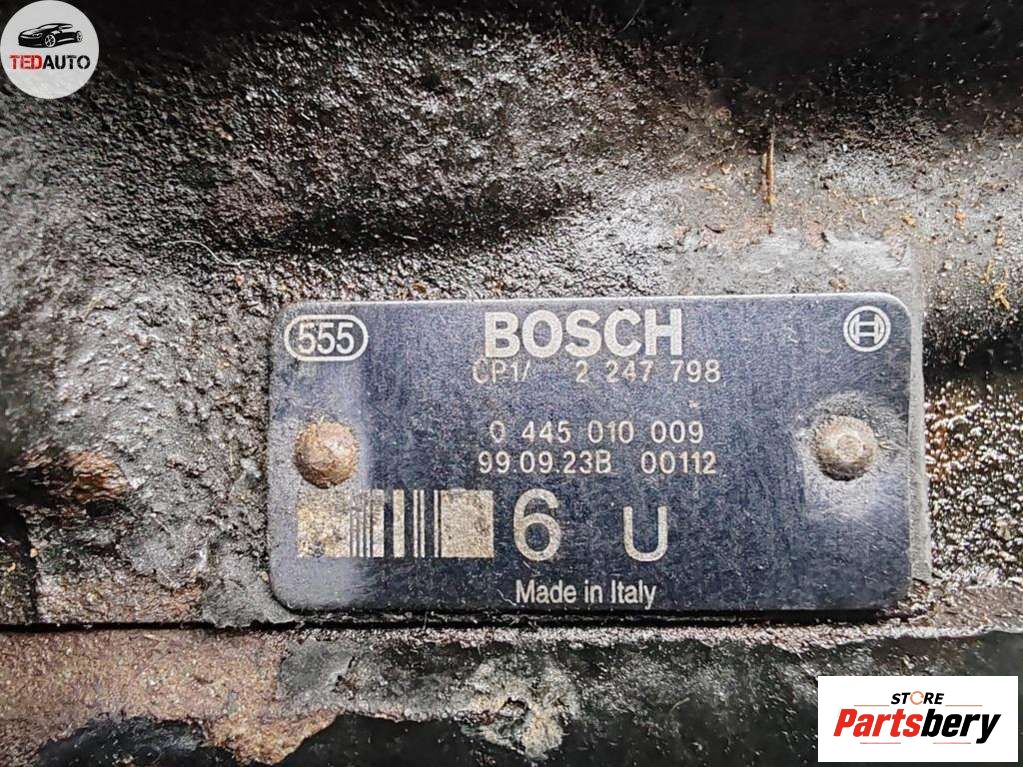 TEDAUTO
555
BOSCH
CP1/ 2 247 798
0 445 010 009
99.09.23B 00112
6 U
Made in Italy
STORE
Partsbery